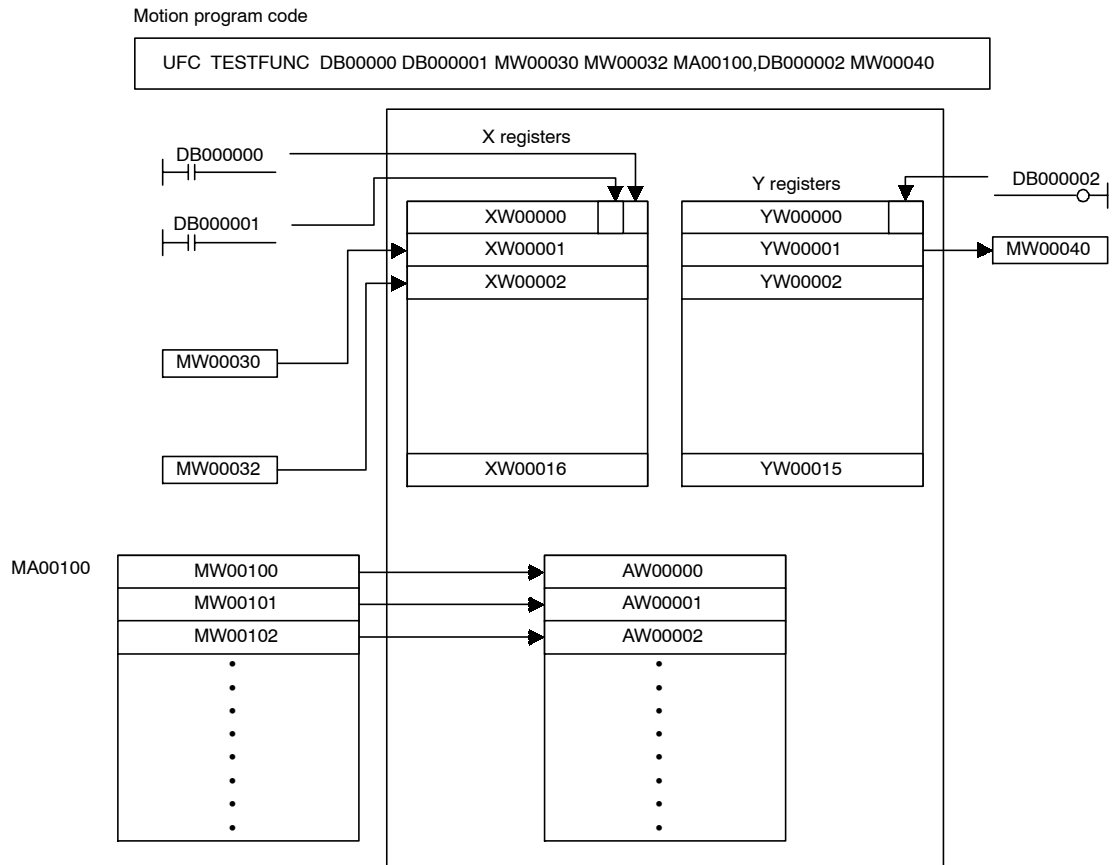 Motion program code
UFC TESTFUNC DB00000 DB000001 MW00030 MW00032 MA00100,DB000002 MW00040
X registers
DB000000
DB000001
Y registers
DB000002
XW00000
YW00000
XW00001
YW00001
MW00040
XW00002
YW00002
MW00030
MW00032
XW00016
YW00015
MA00100
MW00100
AW00000
MW00101
AW00001
MW00102
AW00002